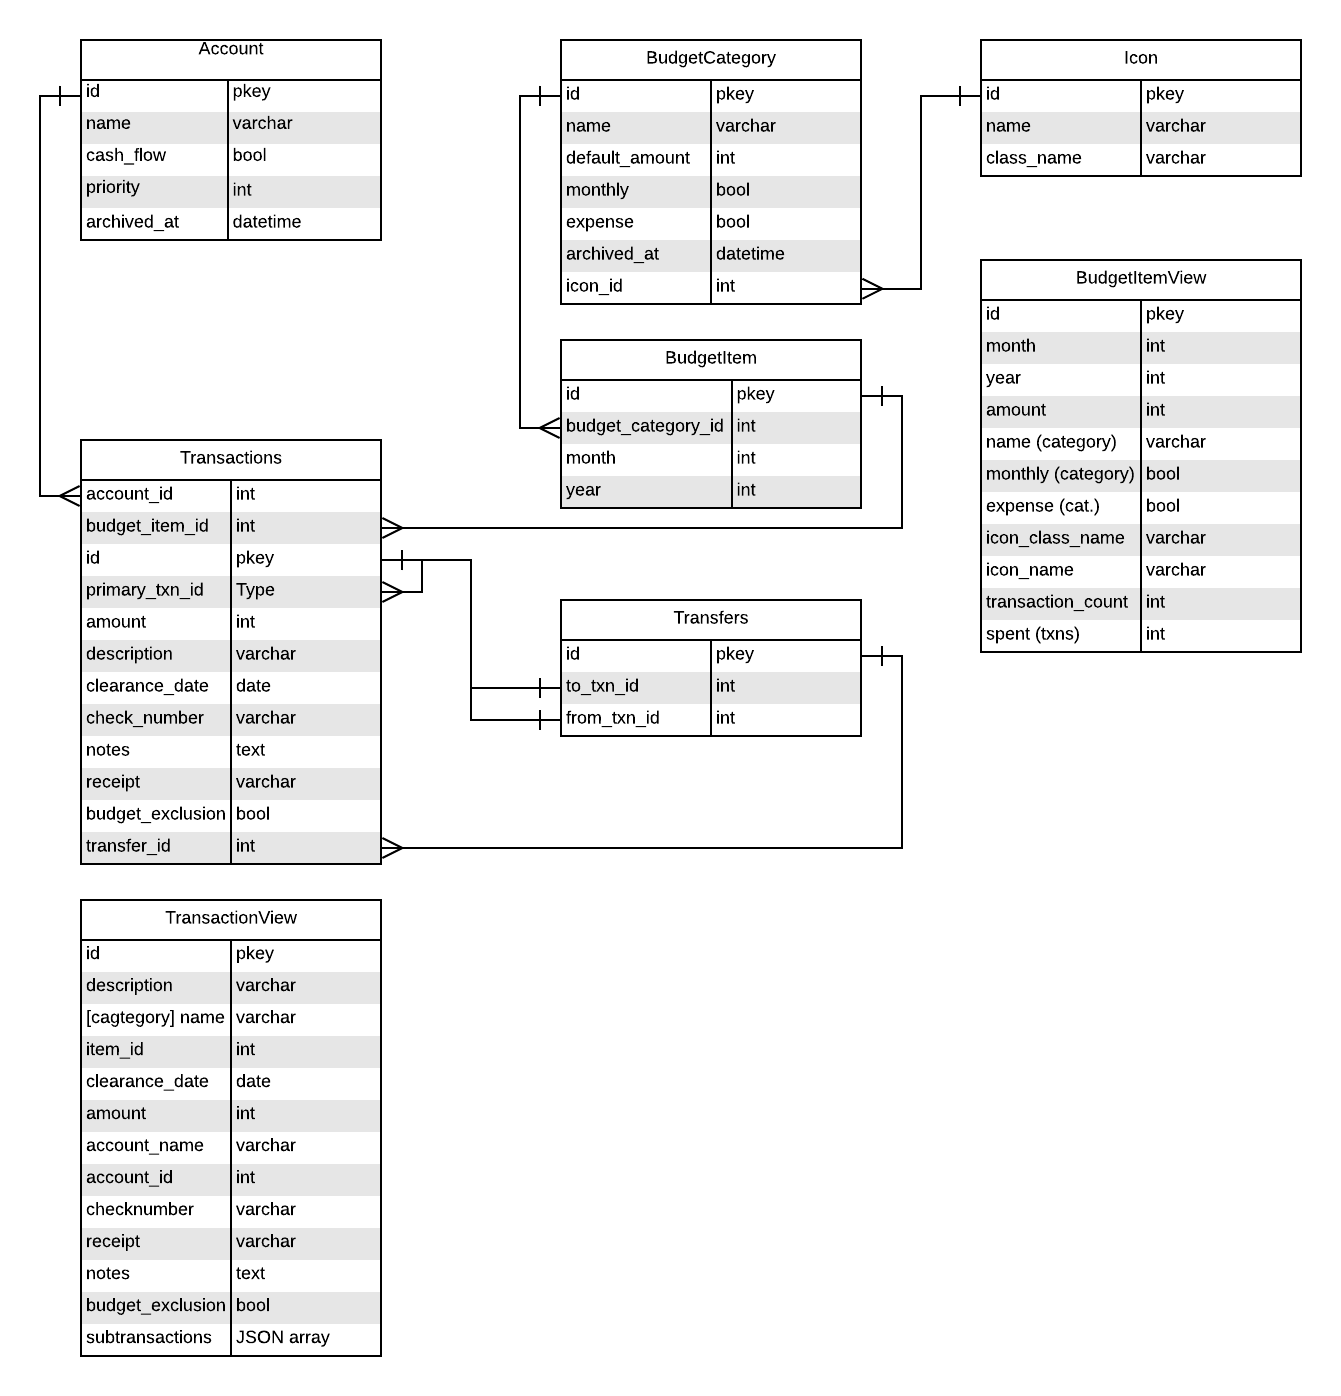 Account
id pkey
name varchar
cash_flow bool
priority int
archived_at datetime
BudgetCategory
id pkey
name varchar
default_amount int
monthly bool
expense bool
archived_at datetime
icon_id int
Icon
id pkey
name varchar
class_name varchar
BudgetItemView
id pkey
month int
year int
amount int
name (category) varchar
monthly (category) bool
expense (cat.) bool
icon_class_name varchar
icon_name varchar
transaction_count int
spent (txns) int
BudgetItem
id pkey
budget_category_id int
month int
year int
Transactions
account_id int
budget_item_id int
id pkey
primary_txn_id Type
amount int
description varchar
clearance_date date
check_number varchar
notes text
receipt varchar
budget_exclusion bool
transfer_id int
Transfers
id pkey
to_txn_id int
from_txn_id int
TransactionView
id pkey
description varchar
[cagtegory] name varchar
item_id int
clearance_date date
amount int
account_name varchar
account_id int
checknumber varchar
receipt varchar
notes text
budget_exclusion bool
subtransactions JSON array